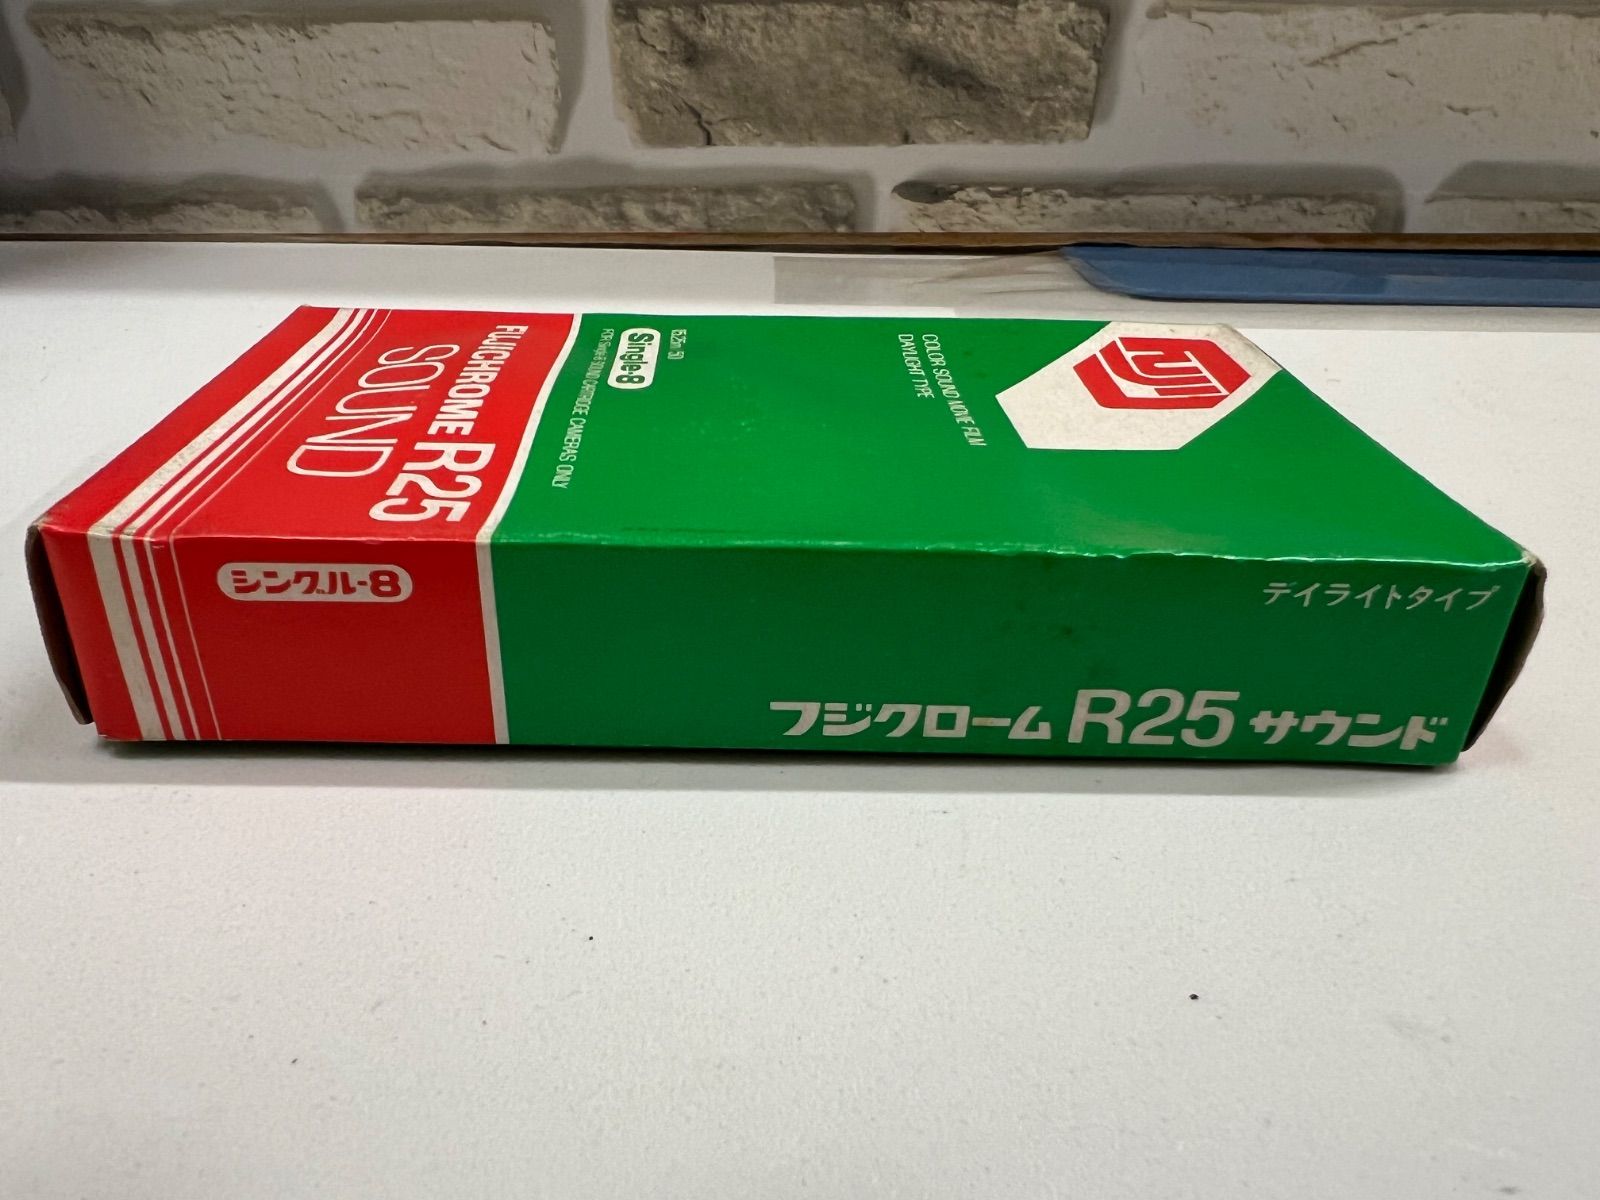 FUJICHROME R25
SOUND
Single-8
FOR Single-8 SOUND CARTRIDGE CAMERAS ONLY
COLOR SOUND MOVIE FILM
DAYLIGHT TYPE
FUJI
シングル-8
デイライトタイプ
フジクローム R25 サウンド